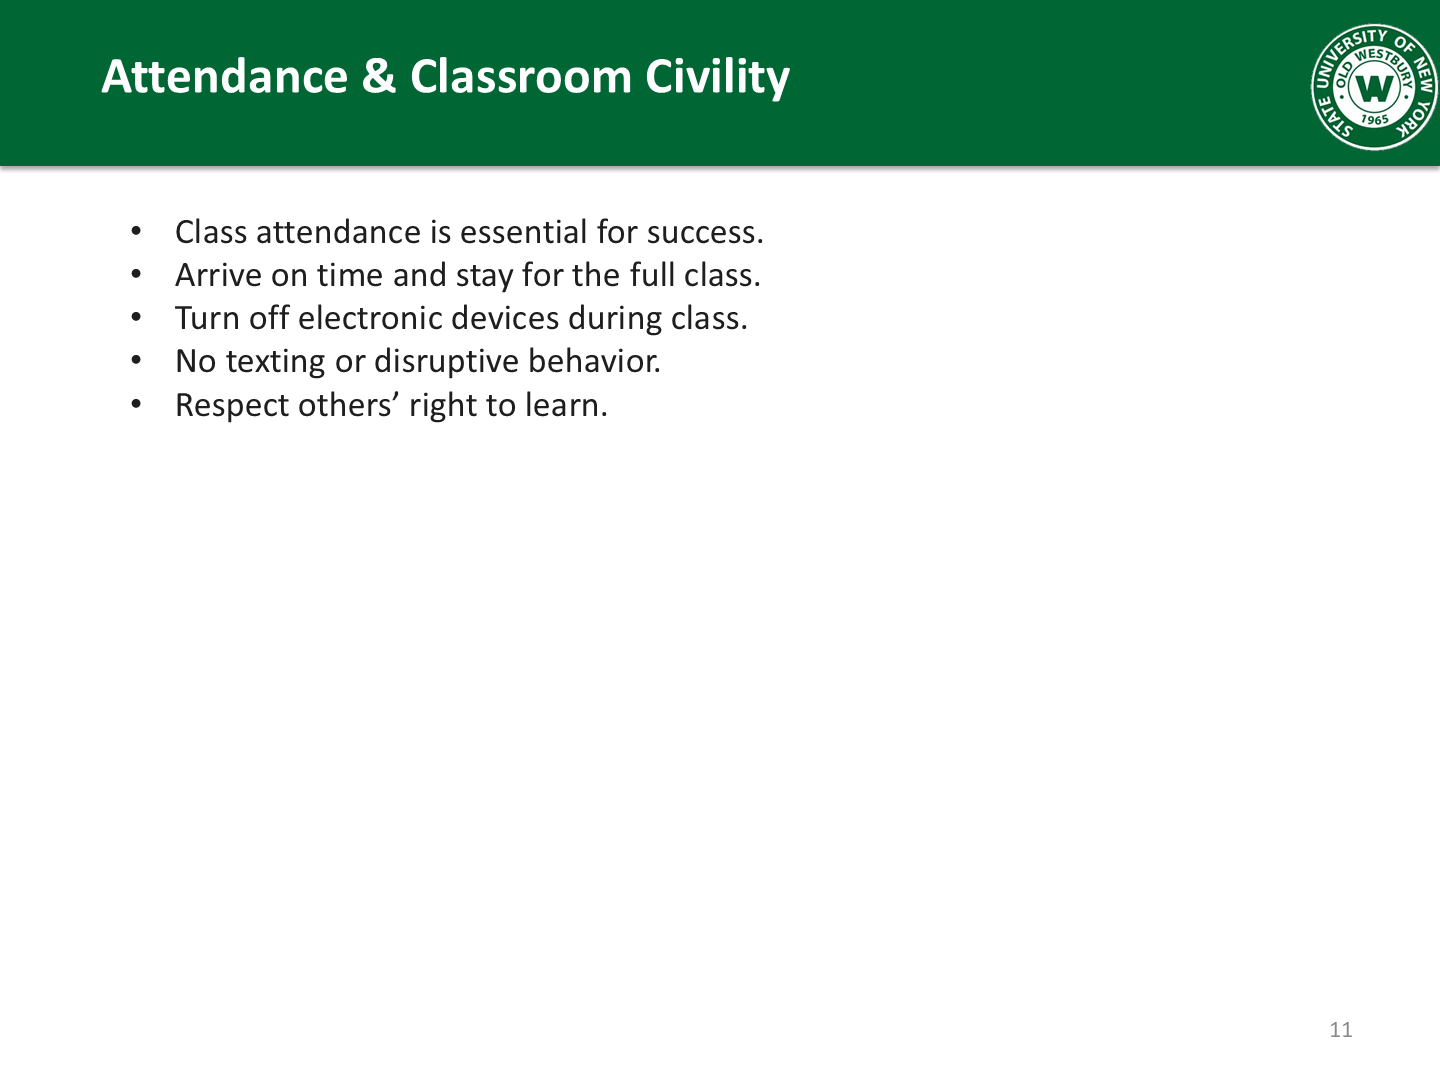 Attendance & Classroom Civility
STATE UNIVERSITY OF NEW YORK
OLD WESTBURY
W
1965
• Class attendance is essential for success.
• Arrive on time and stay for the full class.
• Turn off electronic devices during class.
• No texting or disruptive behavior.
• Respect others’ right to learn.
11